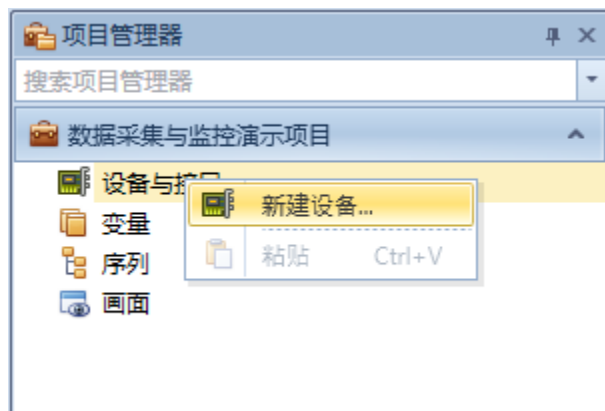 项目管理器
搜索项目管理器
数据采集与监控演示项目
设备与接口
新建设备...
变量
粘贴 Ctrl+V
序列
画面